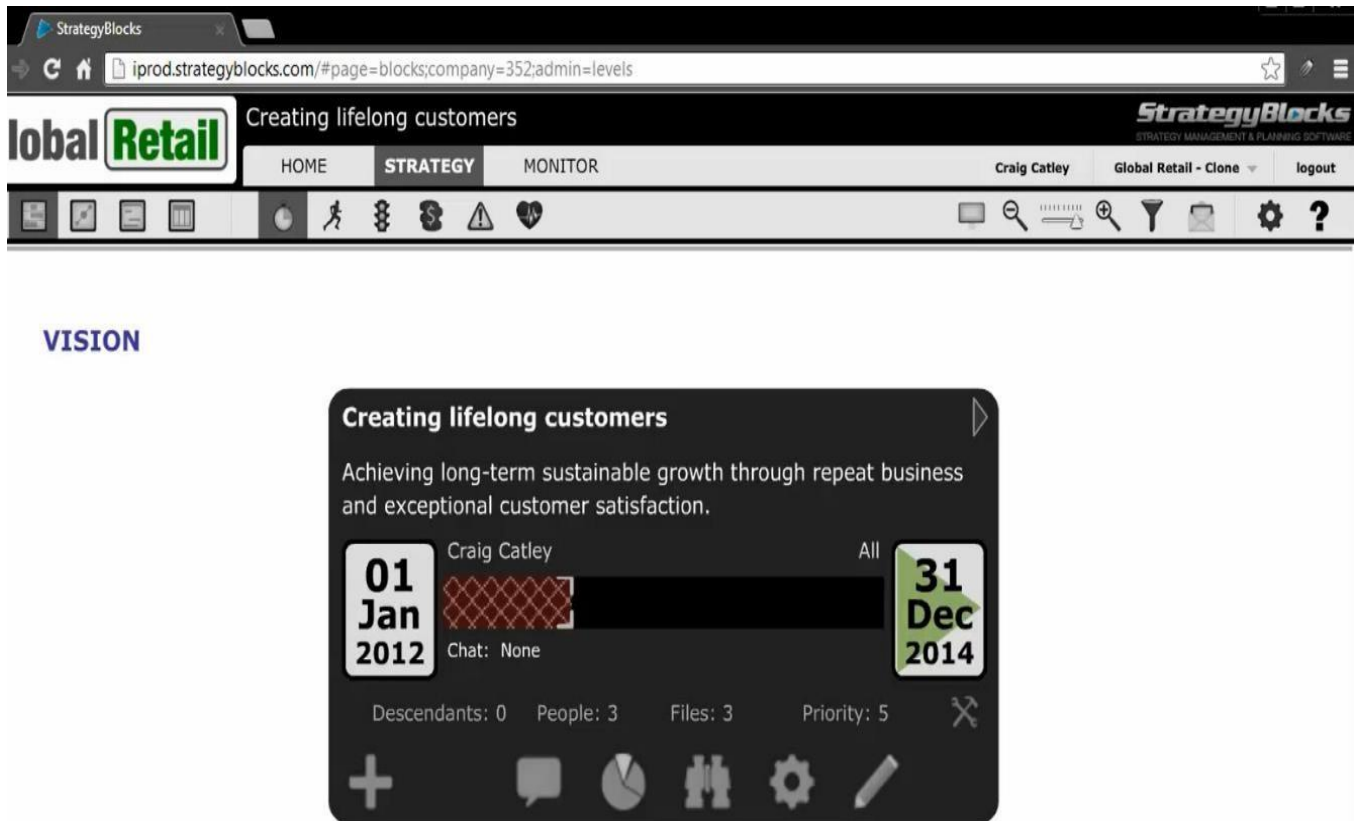 StrategyBlocks
iprod.strategyblocks.com/#page=blocks;company=352;admin=levels
lobal Retail
Creating lifelong customers
StrategyBlocks
STRATEGY MANAGEMENT & PLANNING SOFTWARE
HOME STRATEGY MONITOR
Craig Catley Global Retail - Clone logout
VISION
Creating lifelong customers
Achieving long-term sustainable growth through repeat business
and exceptional customer satisfaction.
01
Jan
2012
Craig Catley All
Chat: None
31
Dec
2014
Descendants: 0 People: 3 Files: 3 Priority: 5